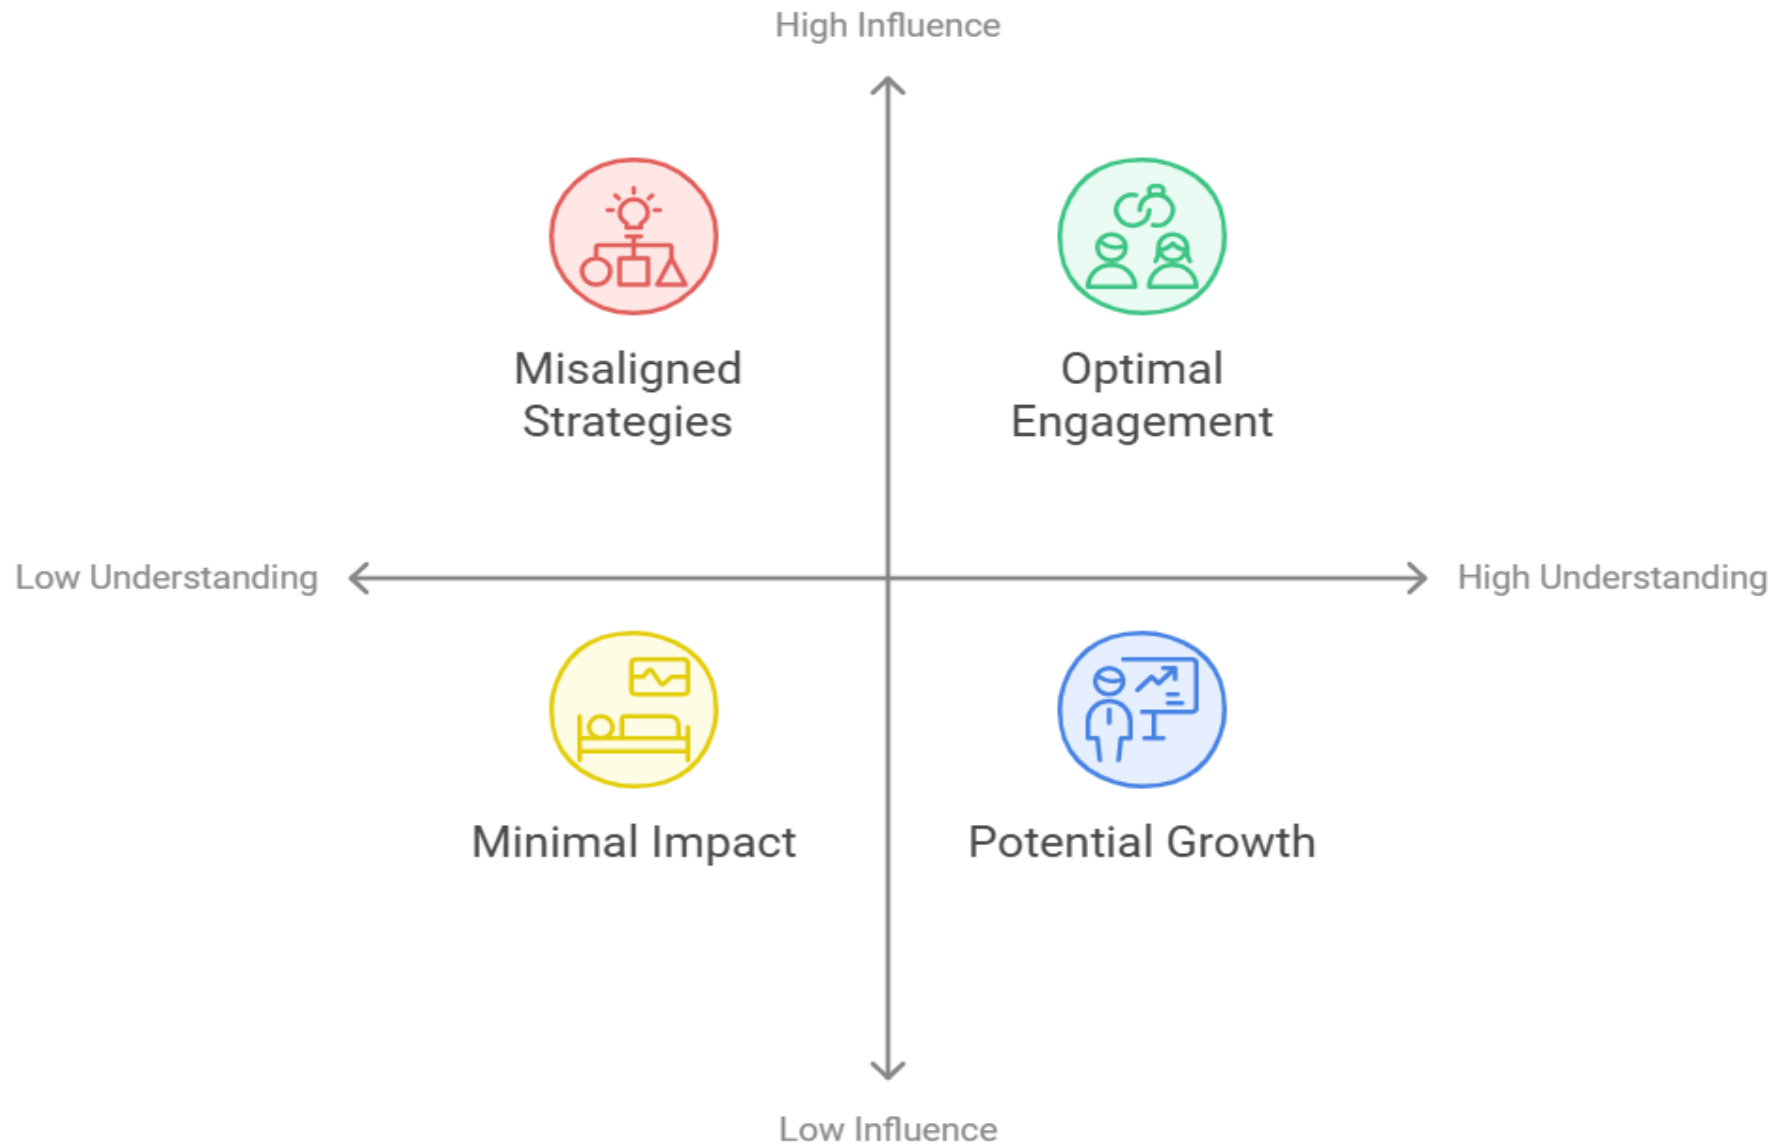 High Influence
Misaligned
Strategies
Optimal
Engagement
Low Understanding
High Understanding
Minimal Impact
Potential Growth
Low Influence